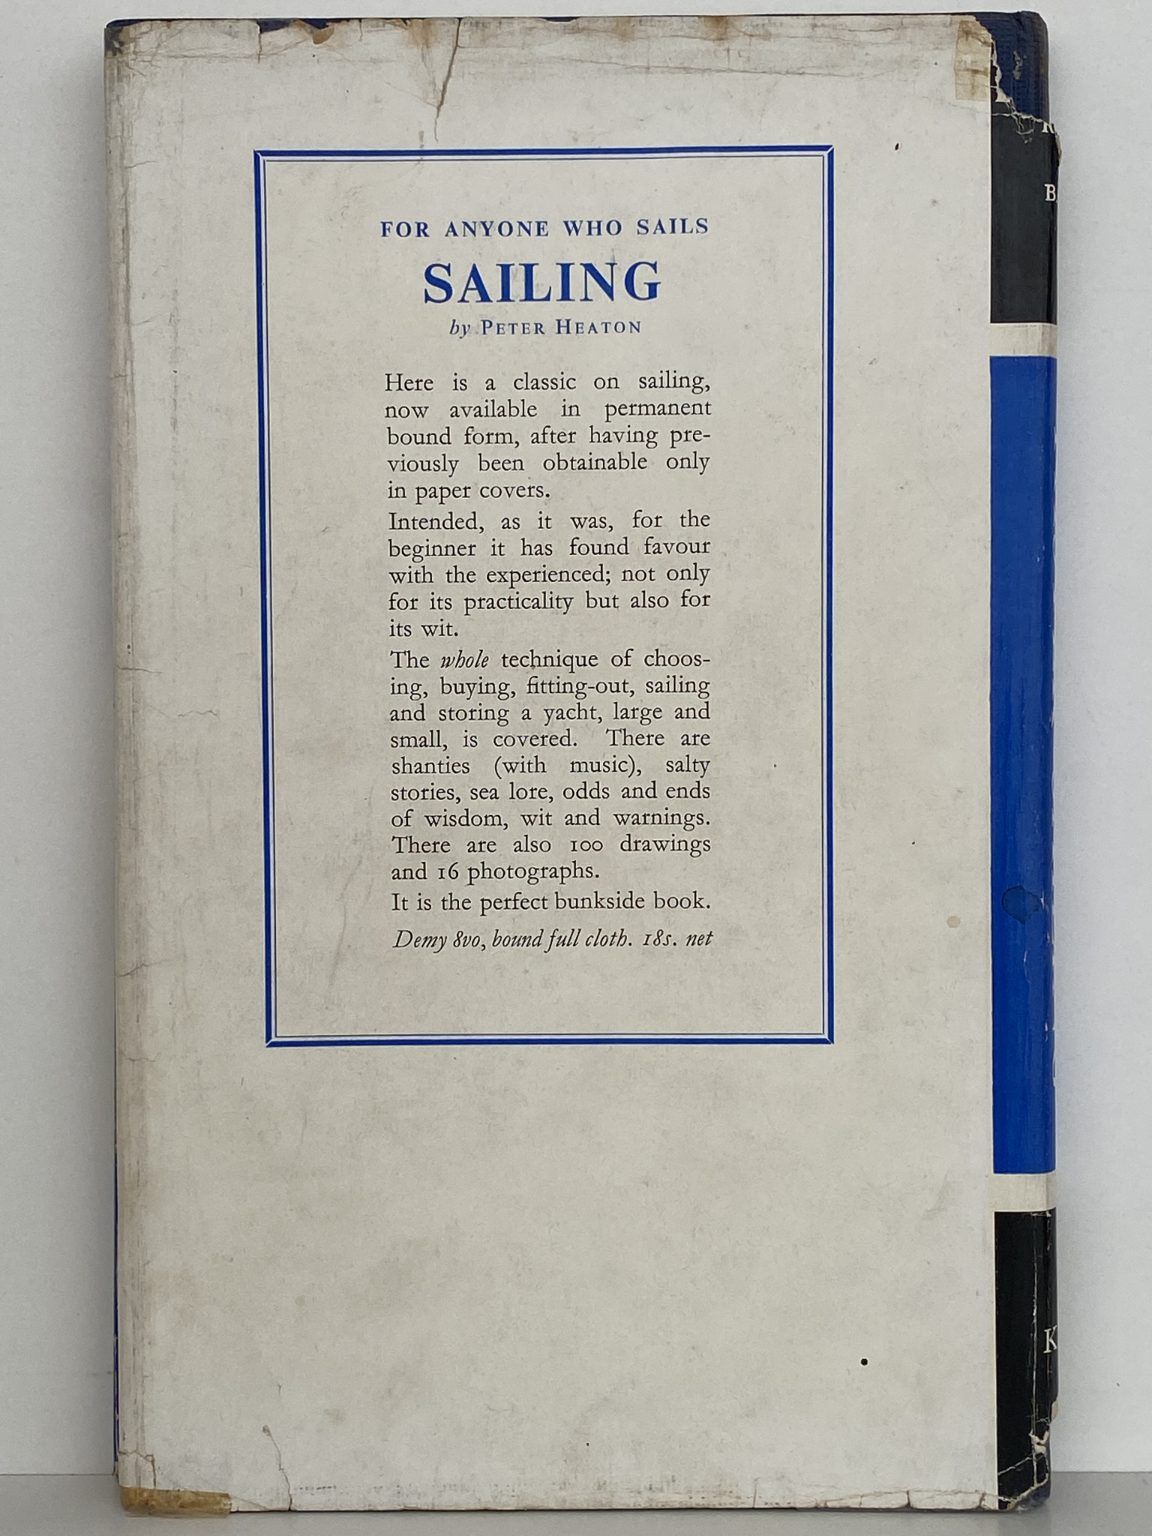 FOR ANYONE WHO SAILS
SAILING
by PETER HEATON
Here is a classic on sailing,
now available in permanent
bound form, after having pre-
viously been obtainable only
in paper covers.
Intended, as it was, for the
beginner it has found favour
with the experienced; not only
for its practicality but also for
its wit.
The whole technique of choos-
ing, buying, fitting-out, sailing
and storing a yacht, large and
small, is covered. There are
shanties (with music), salty
stories, sea lore, odds and ends
of wisdom, wit and warnings.
There are also 100 drawings
and 16 photographs.
It is the perfect bunkside book.
Demy 8vo, bound full cloth. 18s. net
B
K